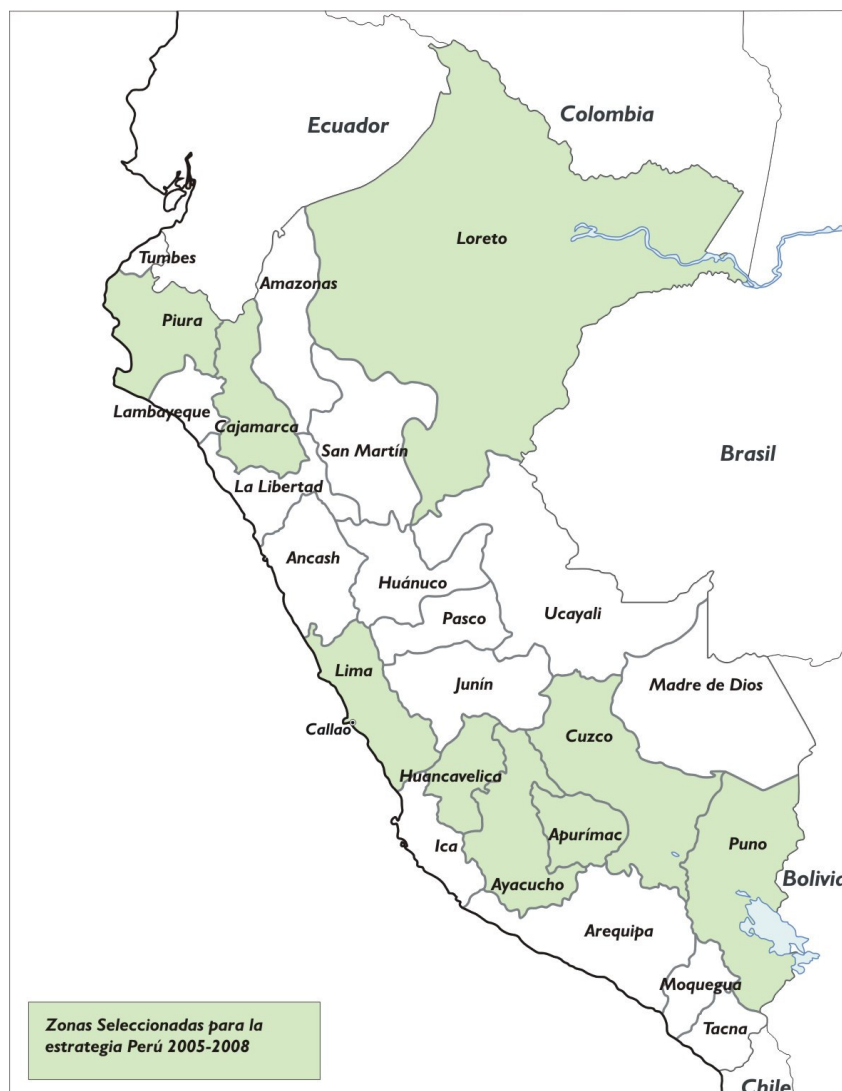 Ecuador
Colombia
Loreto
Tumbes
Amazonas
Piura
Lambayeque
Cajamarca
San Martín
Brasil
La Libertad
Ancash
Huánuco
Pasco
Ucayali
Lima
Junín
Madre de Dios
Callao
Cuzco
Huancavelica
Ica
Apurímac
Puno
Ayacucho
Bolivia
Arequipa
Moquegua
Tacna
Chile
Zonas Seleccionadas para la
estrategia Perú 2005-2008